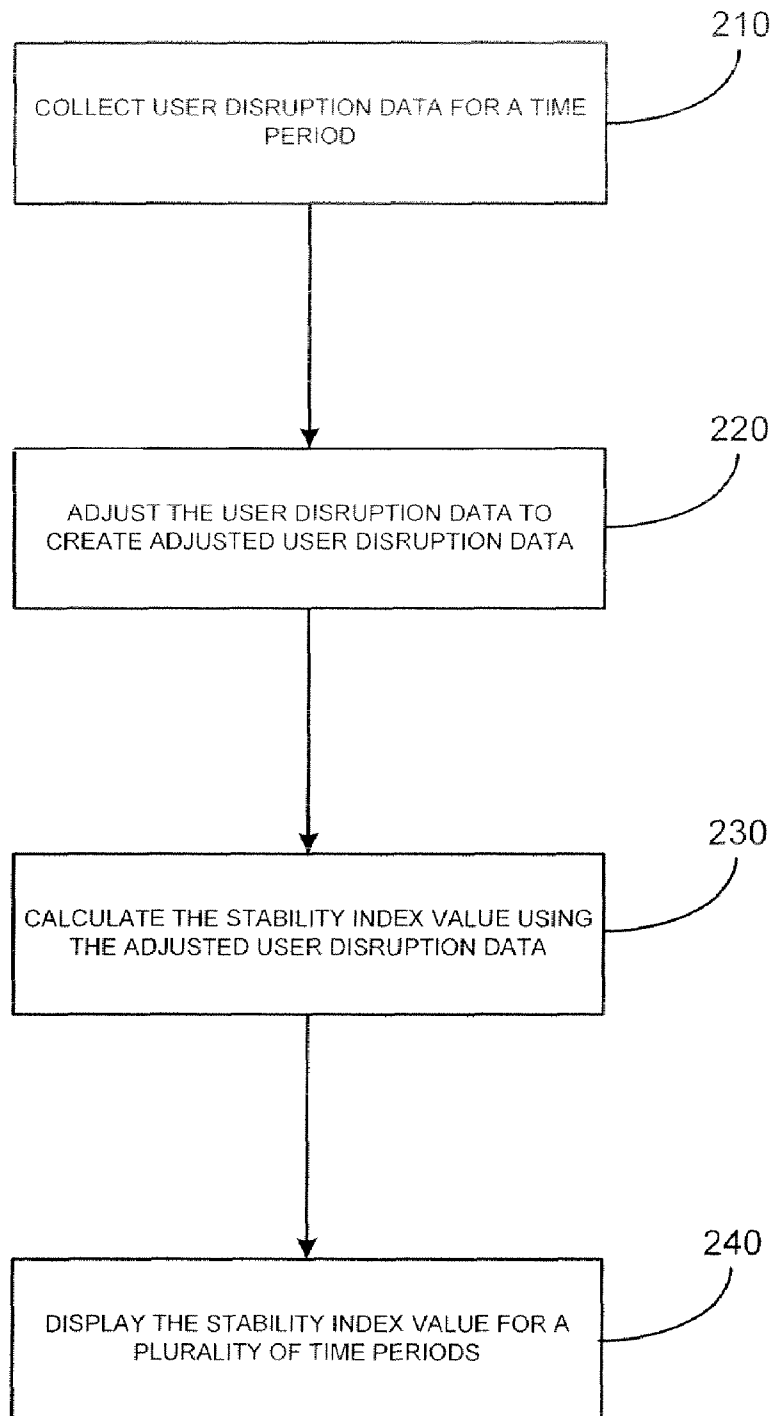 210
COLLECT USER DISRUPTION DATA FOR A TIME
PERIOD
220
ADJUST THE USER DISRUPTION DATA TO
CREATE ADJUSTED USER DISRUPTION DATA
230
CALCULATE THE STABILITY INDEX VALUE USING
THE ADJUSTED USER DISRUPTION DATA
240
DISPLAY THE STABILITY INDEX VALUE FOR A
PLURALITY OF TIME PERIODS